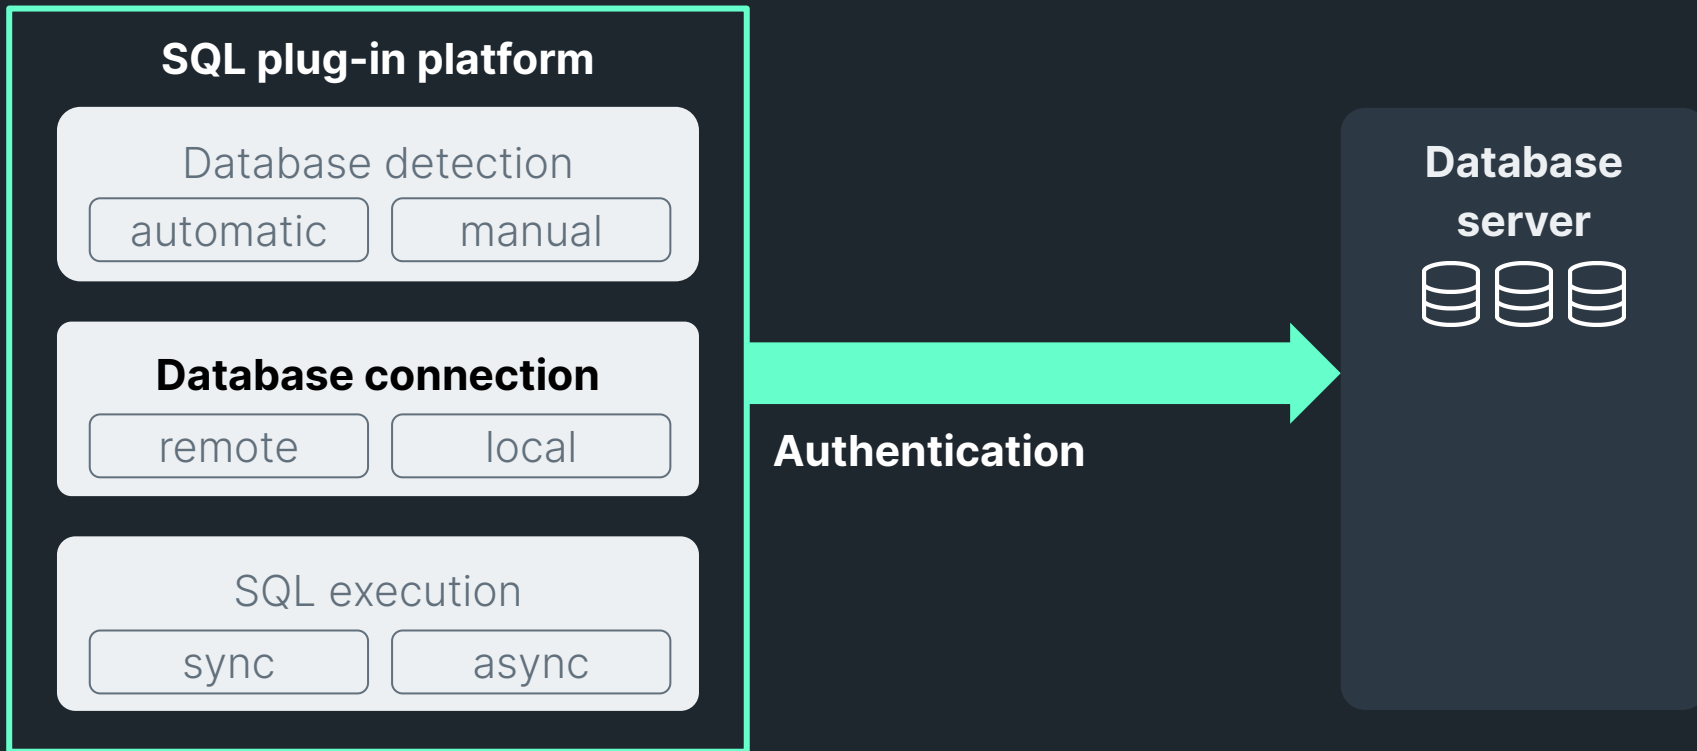 SQL plug-in platform
Database detection
automatic
manual
Database connection
remote
local
SQL execution
sync
async
Authentication
Database
server